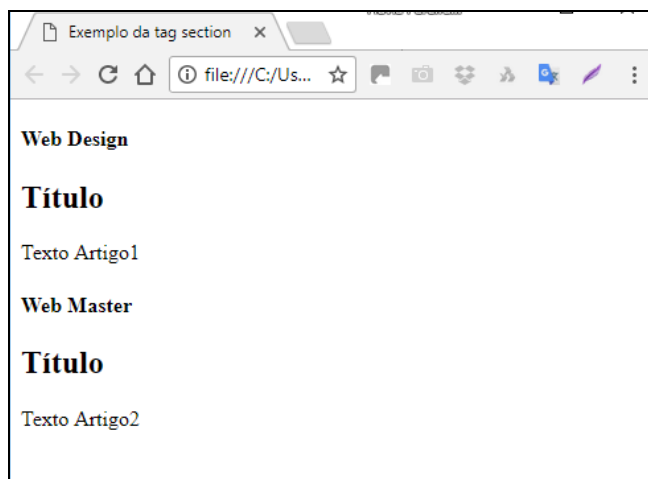 Exemplo da tag section
file:///C:/Us...
Web Design
Título
Texto Artigo1
Web Master
Título
Texto Artigo2